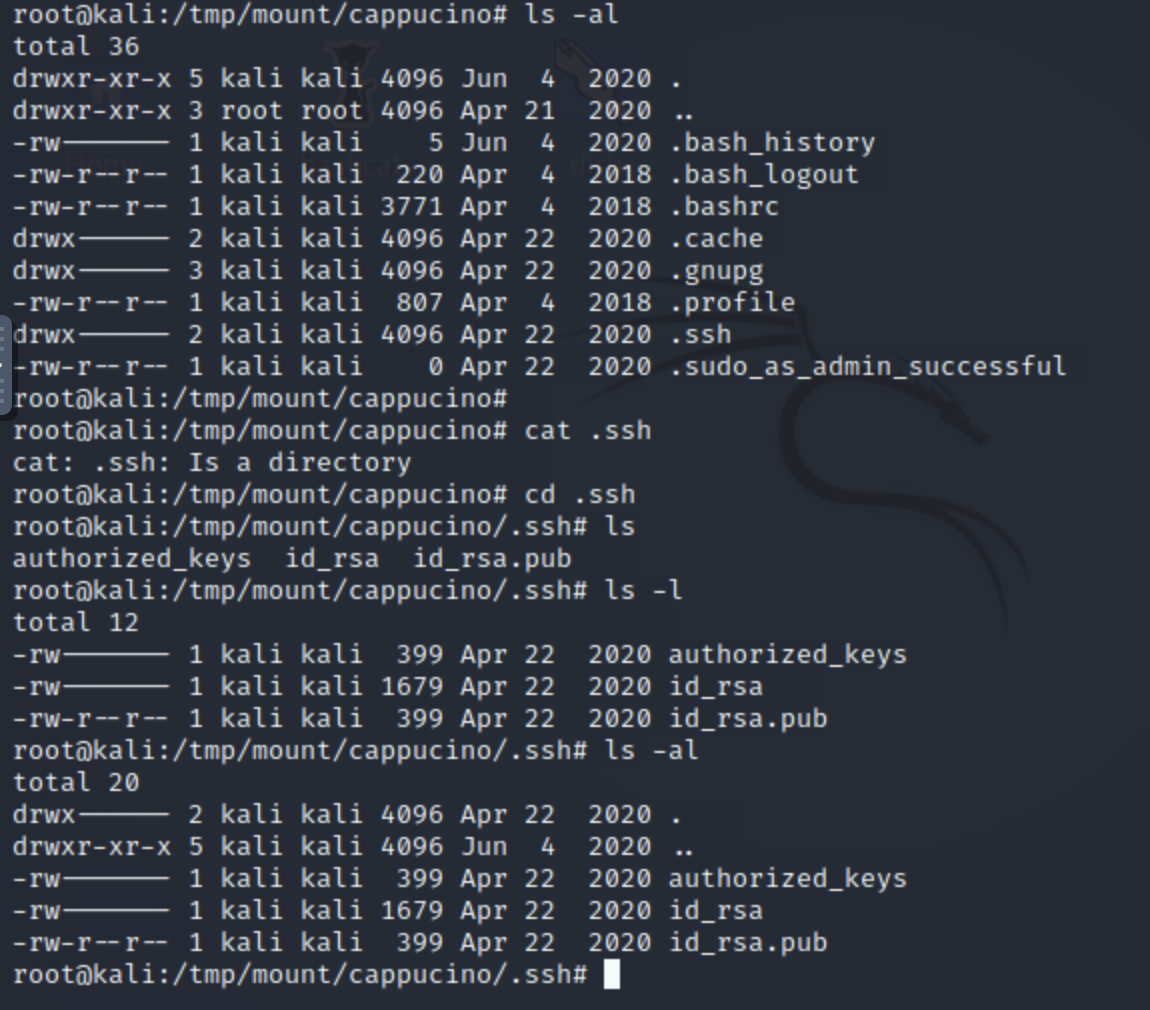 root@kali:/tmp/mount/cappucino# ls -al
total 36
drwxr-xr-x 5 kali kali 4096 Jun  4  2020 .
drwxr-xr-x 3 root root 4096 Apr 21  2020 ..
-rw------- 1 kali kali    5 Jun  4  2020 .bash_history
-rw-r--r-- 1 kali kali  220 Apr  4  2018 .bash_logout
-rw-r--r-- 1 kali kali 3771 Apr  4  2018 .bashrc
drwx------ 2 kali kali 4096 Apr 22  2020 .cache
drwx------ 3 kali kali 4096 Apr 22  2020 .gnupg
-rw-r--r-- 1 kali kali  807 Apr  4  2018 .profile
drwx------ 2 kali kali 4096 Apr 22  2020 .ssh
-rw-r--r-- 1 kali kali    0 Apr 22  2020 .sudo_as_admin_successful
root@kali:/tmp/mount/cappucino#
root@kali:/tmp/mount/cappucino# cat .ssh
cat: .ssh: Is a directory
root@kali:/tmp/mount/cappucino# cd .ssh
root@kali:/tmp/mount/cappucino/.ssh# ls
authorized_keys  id_rsa  id_rsa.pub
root@kali:/tmp/mount/cappucino/.ssh# ls -l
total 12
-rw------- 1 kali kali  399 Apr 22  2020 authorized_keys
-rw------- 1 kali kali 1679 Apr 22  2020 id_rsa
-rw-r--r-- 1 kali kali  399 Apr 22  2020 id_rsa.pub
root@kali:/tmp/mount/cappucino/.ssh# ls -al
total 20
drwx------ 2 kali kali 4096 Apr 22  2020 .
drwxr-xr-x 5 kali kali 4096 Jun  4  2020 ..
-rw------- 1 kali kali  399 Apr 22  2020 authorized_keys
-rw------- 1 kali kali 1679 Apr 22  2020 id_rsa
-rw-r--r-- 1 kali kali  399 Apr 22  2020 id_rsa.pub
root@kali:/tmp/mount/cappucino/.ssh#
Home